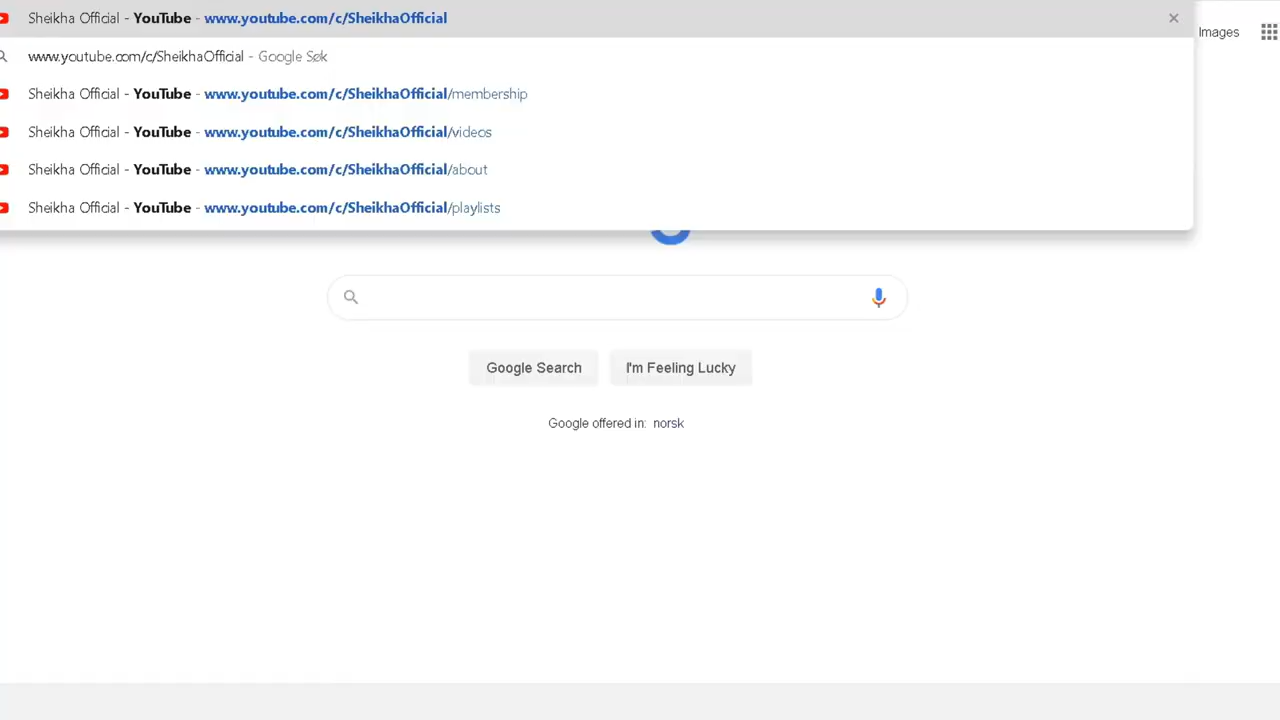 Sheikha Official - YouTube - www.youtube.com/c/SheikhaOfficial
Images
www.youtube.com/c/SheikhaOfficial - Google Søk
Sheikha Official - YouTube - www.youtube.com/c/SheikhaOfficial/membership
Sheikha Official - YouTube - www.youtube.com/c/SheikhaOfficial/videos
Sheikha Official - YouTube - www.youtube.com/c/SheikhaOfficial/about
Sheikha Official - YouTube - www.youtube.com/c/SheikhaOfficial/playlists
Google Search I'm Feeling Lucky
Google offered in: norsk